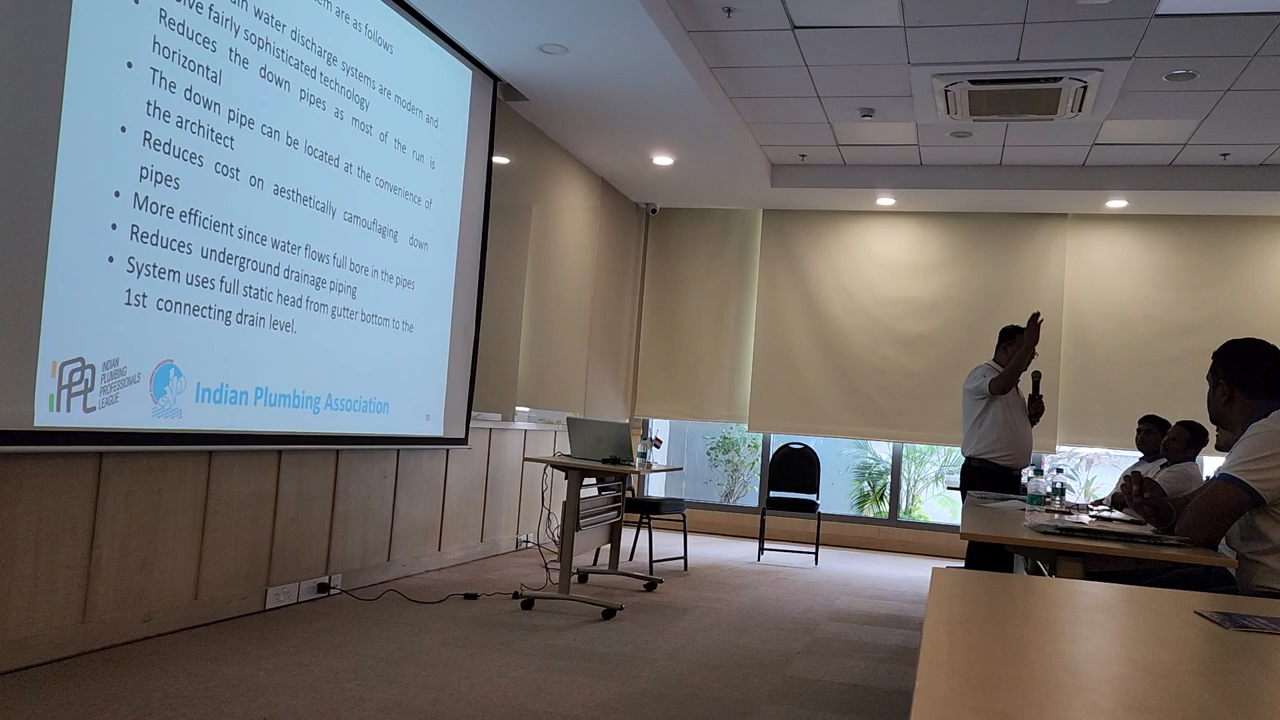 em are as follows
in water discharge systems are modern and
ive fairly sophisticated technology
• Reduces the down pipes as most of the run is
horizontal
• The down pipe can be located at the convenience of
the architect
• Reduces cost on aesthetically camouflaging down
pipes
• More efficient since water flows full bore in the pipes
• Reduces underground drainage piping
• System uses full static head from gutter bottom to the
1st connecting drain level.
INDIAN
PLUMBING
PROFESSIONALS
LEAGUE
Indian Plumbing Association